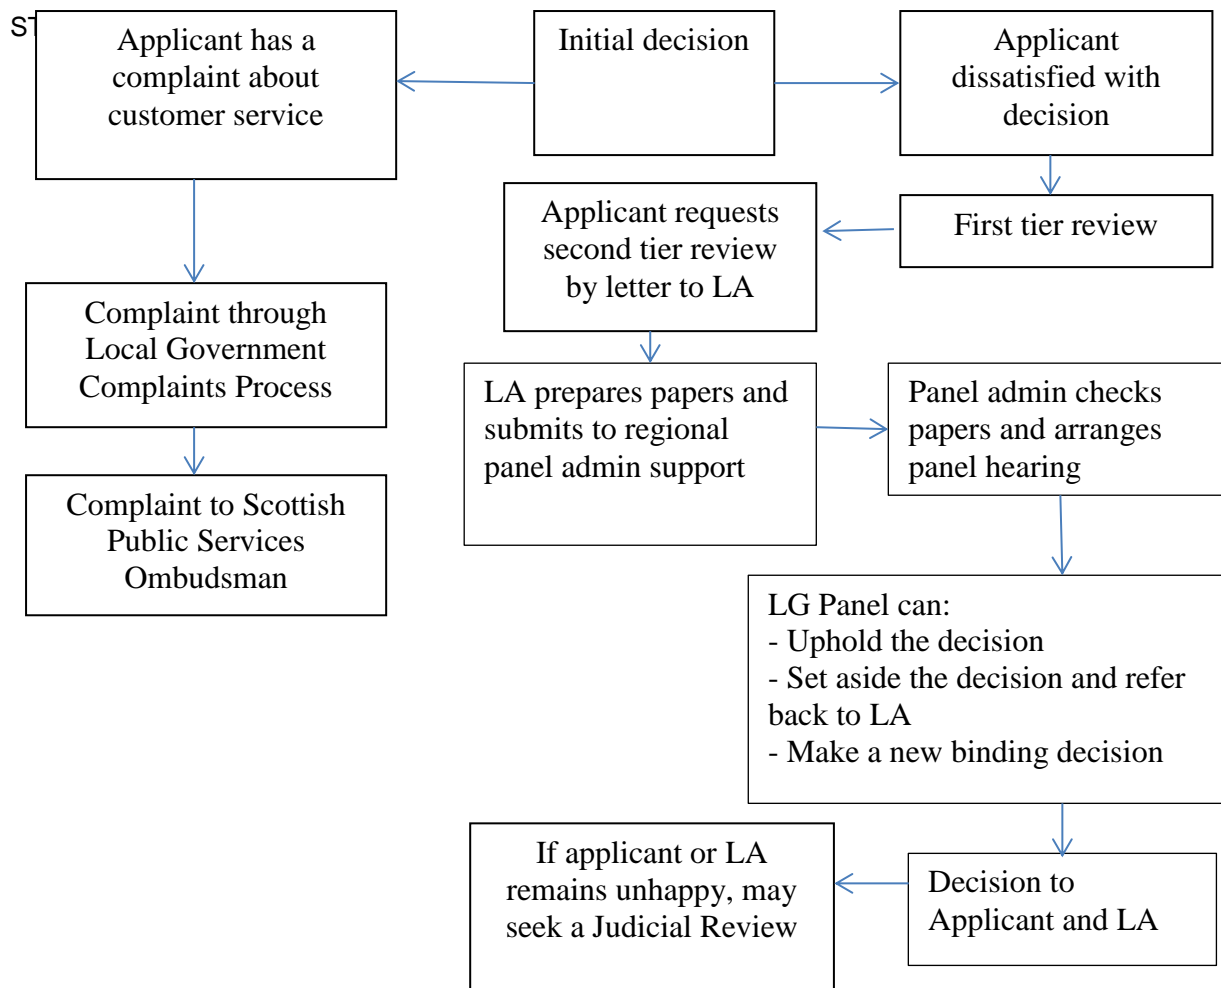 ST
Applicant has a
complaint about
customer service
Initial decision
Applicant
dissatisfied with
decision
First tier review
Applicant requests
second tier review
by letter to LA
Complaint through
Local Government
Complaints Process
LA prepares papers and
submits to regional
panel admin support
Panel admin checks
papers and arranges
panel hearing
Complaint to Scottish
Public Services
Ombudsman
LG Panel can:
- Uphold the decision
- Set aside the decision and refer
back to LA
- Make a new binding decision
If applicant or LA
remains unhappy, may
seek a Judicial Review
Decision to
Applicant and LA